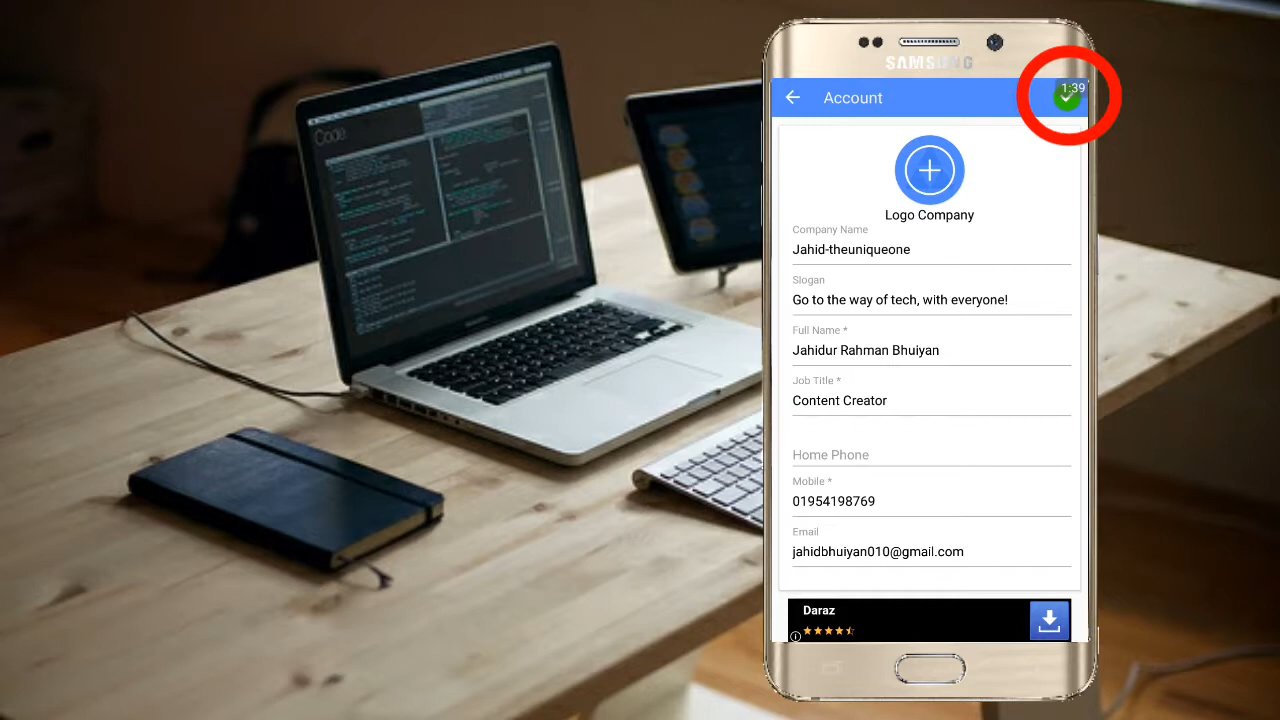 Code
SAMSUNG
1:39
Account
Logo Company
Company Name
Jahid-theuniqueone
Slogan
Go to the way of tech, with everyone!
Full Name *
Jahidur Rahman Bhuiyan
Job Title *
Content Creator
Home Phone
Mobile *
01954198769
Email
jahidbhuiyan010@gmail.com
Daraz